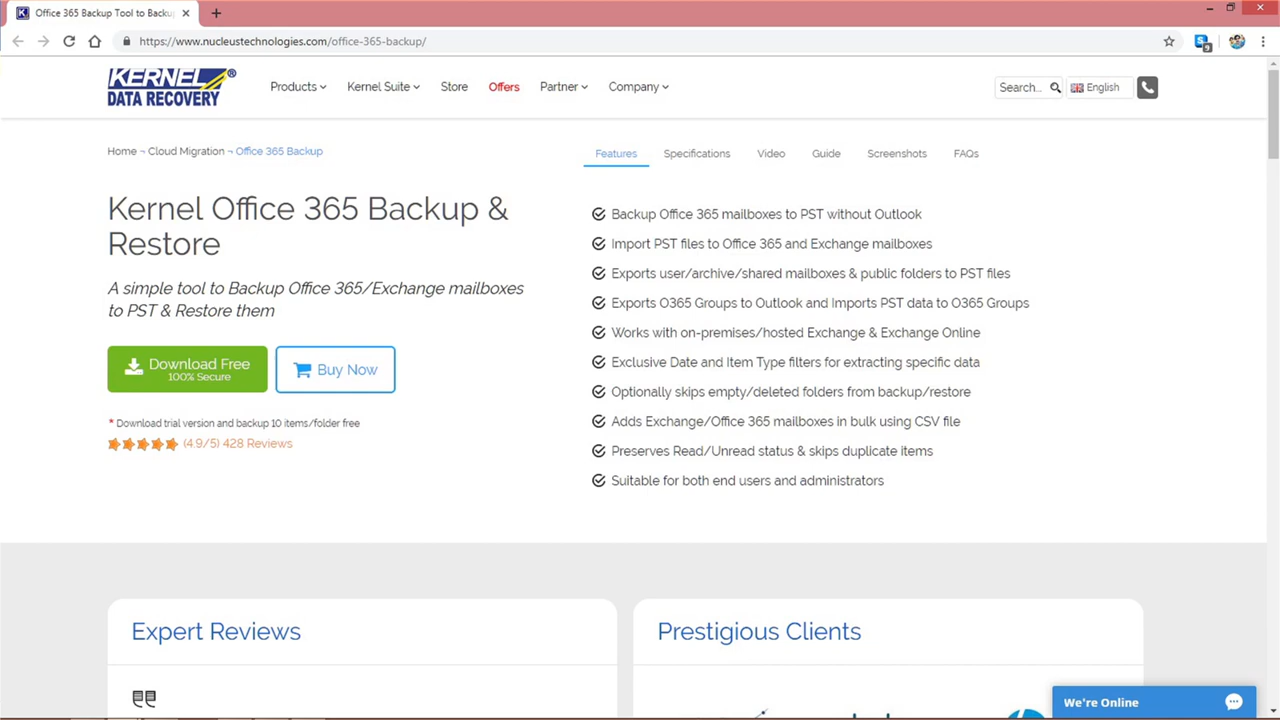 Office 365 Backup Tool to Backu
https://www.nucleustechnologies.com/office-365-backup/
9
KERNEL®
DATA RECOVERY
Products
Kernel Suite
Store
Offers
Partner
Company
Search...
English
Home ¬ Cloud Migration ¬ Office 365 Backup
Features
Specifications
Video
Guide
Screenshots
FAQs
Kernel Office 365 Backup &
Restore
A simple tool to Backup Office 365/Exchange mailboxes
to PST & Restore them
Download Free
100% Secure
Buy Now
* Download trial version and backup 10 items/folder free
(4.9/5) 428 Reviews
Backup Office 365 mailboxes to PST without Outlook
Import PST files to Office 365 and Exchange mailboxes
Exports user/archive/shared mailboxes & public folders to PST files
Exports O365 Groups to Outlook and Imports PST data to O365 Groups
Works with on-premises/hosted Exchange & Exchange Online
Exclusive Date and Item Type filters for extracting specific data
Optionally skips empty/deleted folders from backup/restore
Adds Exchange/Office 365 mailboxes in bulk using CSV file
Preserves Read/Unread status & skips duplicate items
Suitable for both end users and administrators
Expert Reviews
Prestigious Clients
We're Online